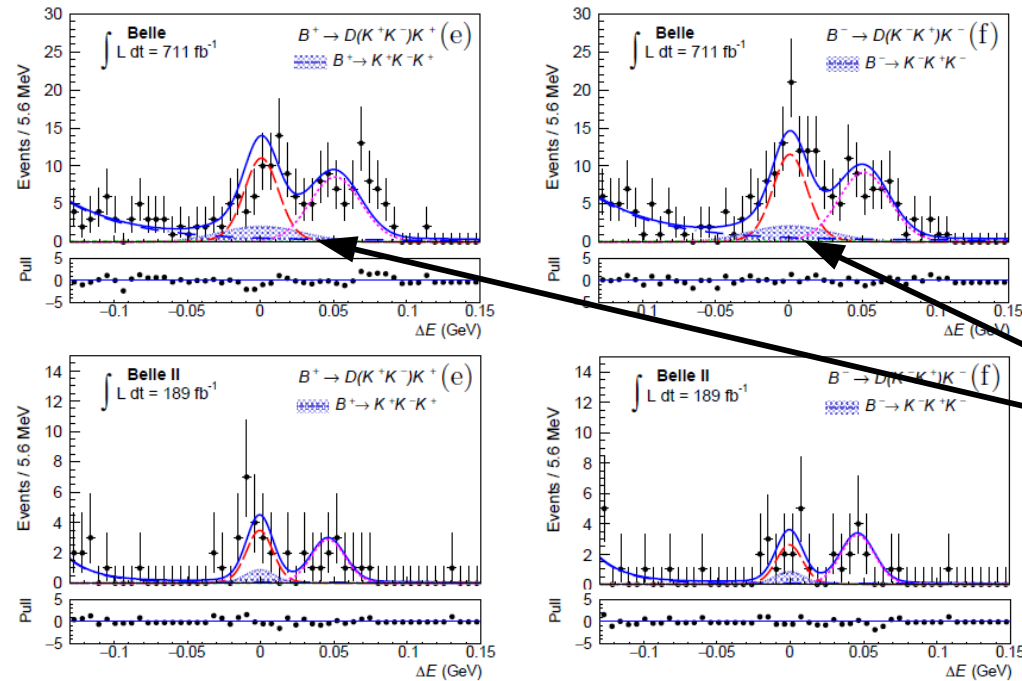 Belle
∫ L dt = 711 fb⁻¹
B⁺ → D(K⁺K⁻)K⁺ (e)
B⁺ → K⁺K⁻K⁺
Events / 5.6 MeV
30
25
20
15
10
5
0
Pull
5
0
−5
−0.1 −0.05 0 0.05 0.1 0.15
ΔE (GeV)
Belle
∫ L dt = 711 fb⁻¹
B⁻ → D(K⁻K⁺)K⁻ (f)
B⁻ → K⁻K⁺K⁻
Events / 5.6 MeV
30
25
20
15
10
5
0
Pull
5
0
−5
−0.1 −0.05 0 0.05 0.1 0.15
ΔE (GeV)
Belle II
∫ L dt = 189 fb⁻¹
B⁺ → D(K⁺K⁻)K⁺ (e)
B⁺ → K⁺K⁻K⁺
Events / 5.6 MeV
14
12
10
8
6
4
2
0
Pull
5
0
−5
−0.1 −0.05 0 0.05 0.1 0.15
ΔE (GeV)
Belle II
∫ L dt = 189 fb⁻¹
B⁻ → D(K⁻K⁺)K⁻ (f)
B⁻ → K⁻K⁺K⁻
Events / 5.6 MeV
14
12
10
8
6
4
2
0
Pull
5
0
−5
−0.1 −0.05 0 0.05 0.1 0.15
ΔE (GeV)